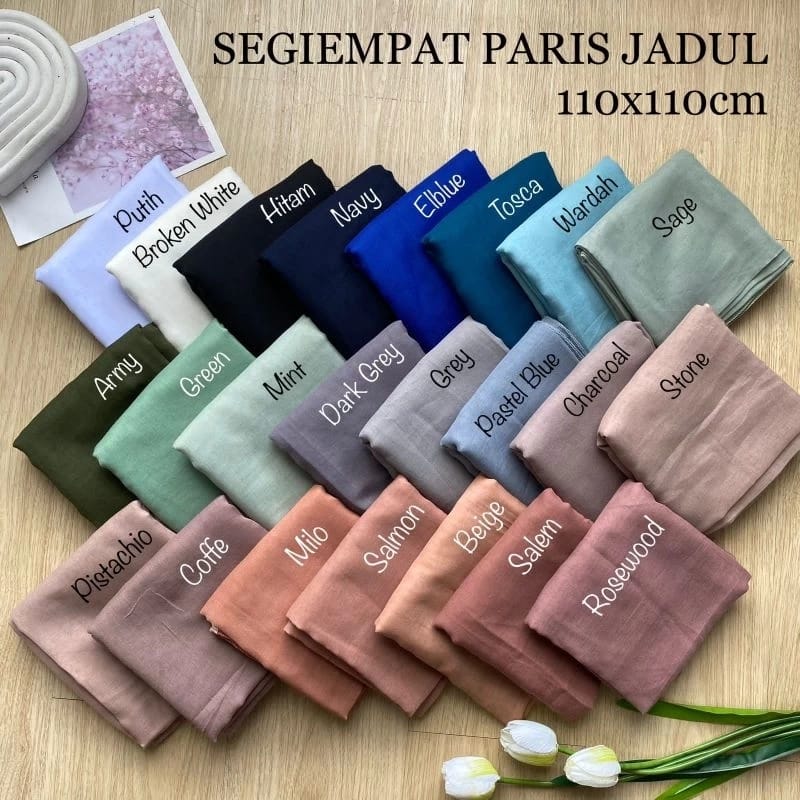 SEGIEMPAT PARIS JADUL
110x110cm
Putih
Broken White
Hitam
Navy
Elblue
Tosca
Wardah
Sage
Army
Green
Mint
Dark Grey
Grey
Pastel Blue
Charcoal
Stone
Pistachio
Coffe
Milo
Salmon
Beige
Salem
Rosewood